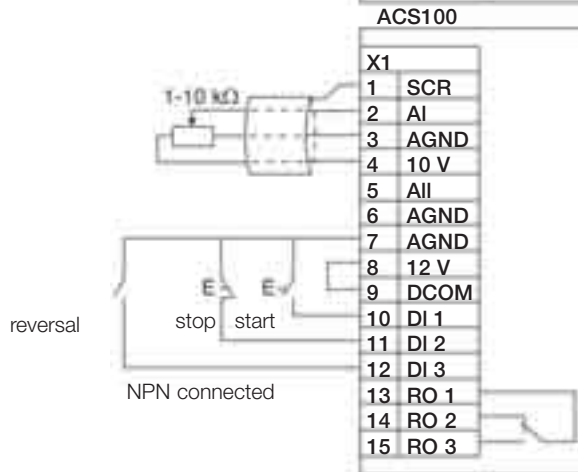 ACS100
X1
1 SCR
1-10 kΩ
2 AI
3 AGND
4 10 V
5 AII
6 AGND
7 AGND
8 12 V
E E
9 DCOM
reversal stop start
10 DI 1
11 DI 2
12 DI 3
NPN connected
13 RO 1
14 RO 2
15 RO 3